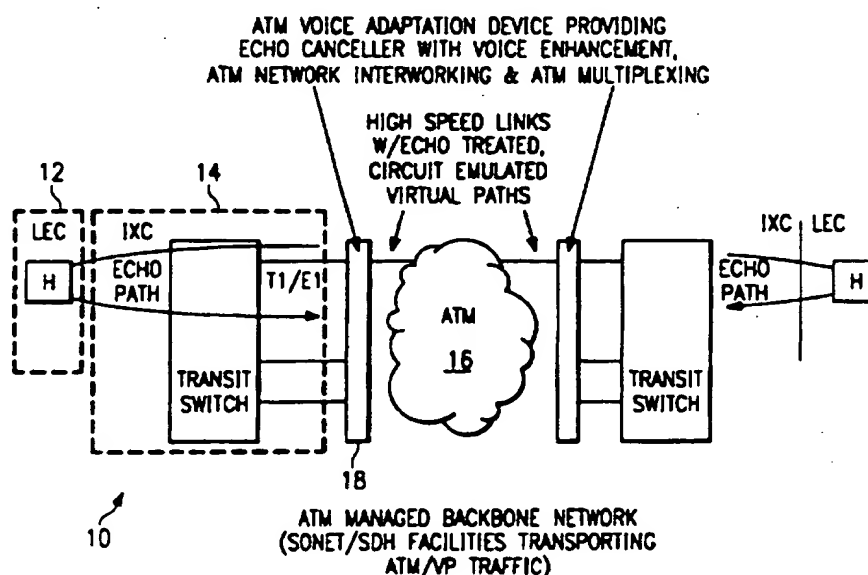 ATM VOICE ADAPTATION DEVICE PROVIDING
ECHO CANCELLER WITH VOICE ENHANCEMENT,
ATM NETWORK INTERWORKING & ATM MULTIPLEXING
HIGH SPEED LINKS
W/ECHO TREATED,
CIRCUIT EMULATED
VIRTUAL PATHS
12
14
LEC
IXC
H
ECHO
PATH
T1/E1
TRANSIT
SWITCH
ATM
16
TRANSIT
SWITCH
IXC
LEC
ECHO
PATH
H
18
10
ATM MANAGED BACKBONE NETWORK
(SONET/SDH FACILITIES TRANSPORTING
ATM/VP TRAFFIC)